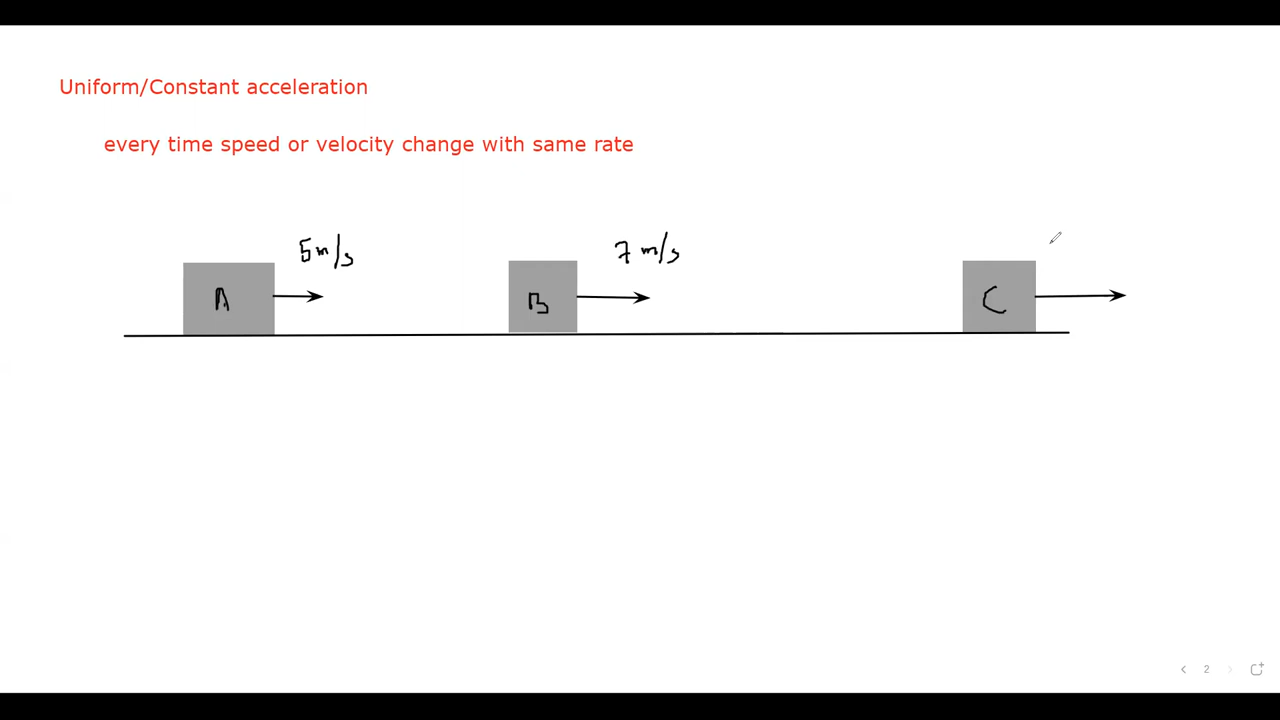 Uniform/Constant acceleration
every time speed or velocity change with same rate
5m/s
7 m/s
A
B
C
2